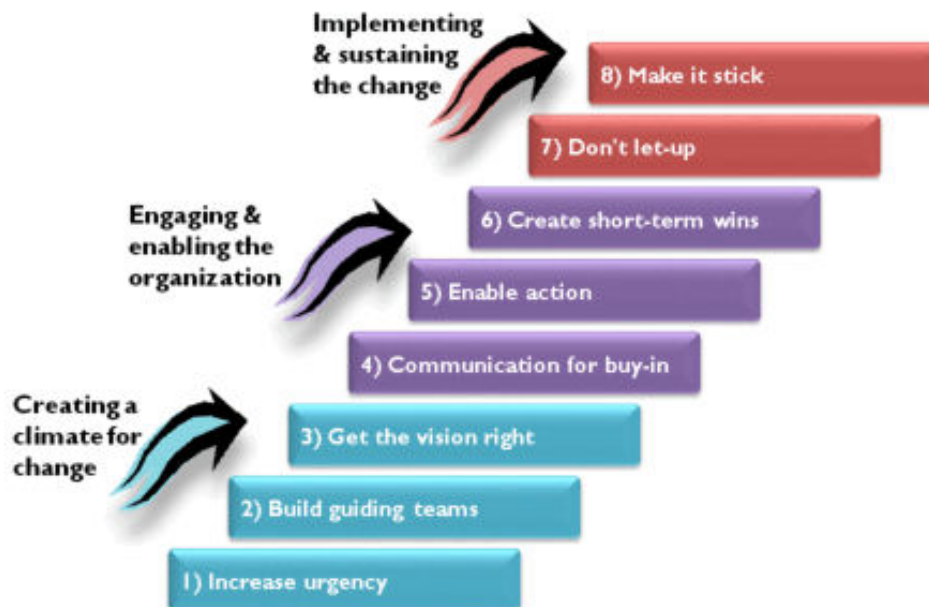 Implementing
& sustaining
the change
8) Make it stick
7) Don't let-up
Engaging &
enabling the
organization
6) Create short-term wins
5) Enable action
4) Communication for buy-in
Creating a
climate for
change
3) Get the vision right
2) Build guiding teams
1) Increase urgency